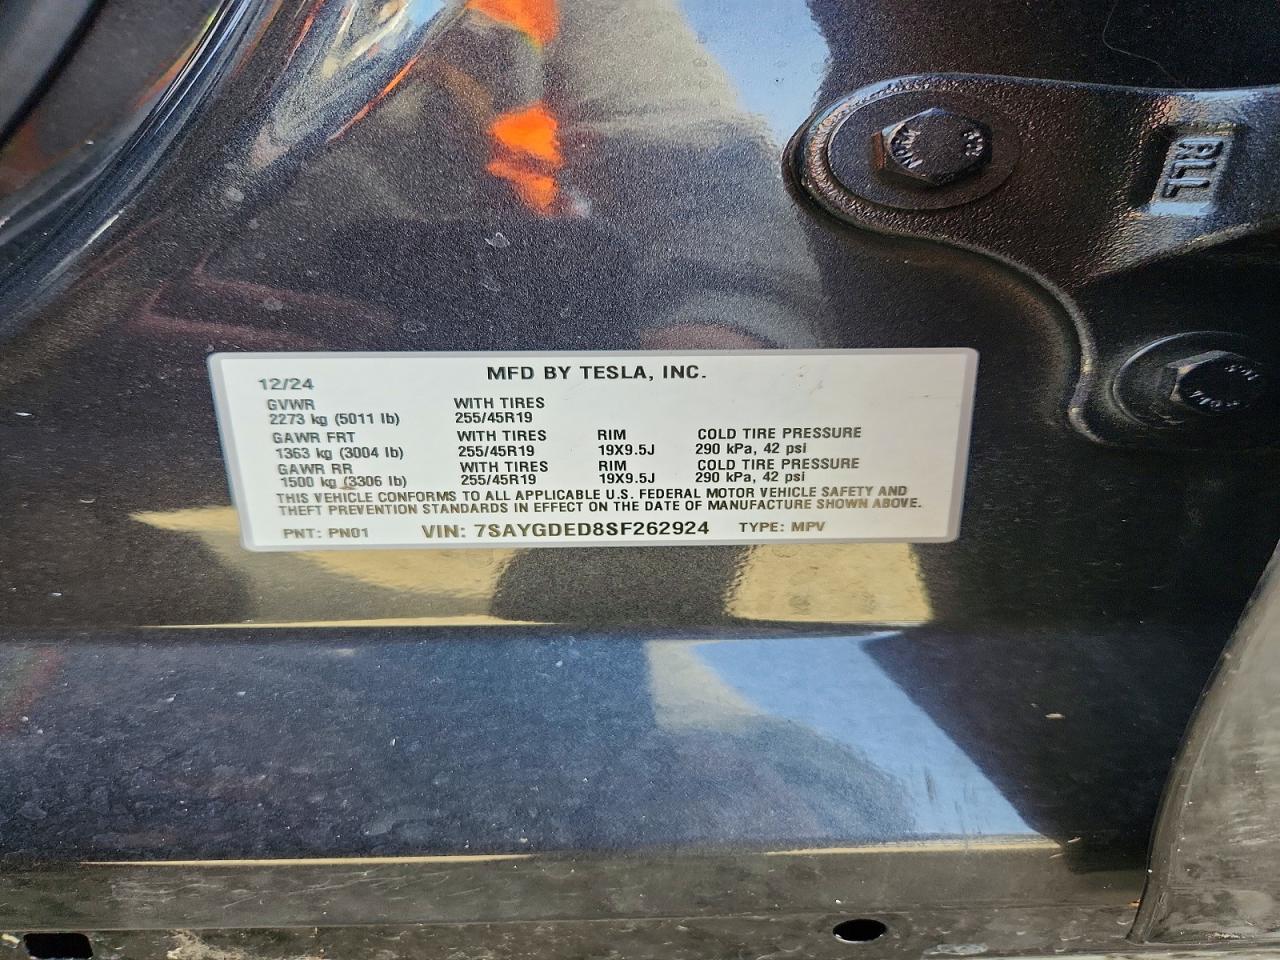 RLL
12/24 MFD BY TESLA, INC.
GVWR WITH TIRES
2273 kg (5011 lb) 255/45R19
GAWR FRT WITH TIRES RIM COLD TIRE PRESSURE
1363 kg (3004 lb) 255/45R19 19X9.5J 290 kPa, 42 psi
GAWR RR WITH TIRES RIM COLD TIRE PRESSURE
1500 kg (3306 lb) 255/45R19 19X9.5J 290 kPa, 42 psi
THIS VEHICLE CONFORMS TO ALL APPLICABLE U.S. FEDERAL MOTOR VEHICLE SAFETY AND
THEFT PREVENTION STANDARDS IN EFFECT ON THE DATE OF MANUFACTURE SHOWN ABOVE.
PNT: PN01 VIN: 7SAYGDED8SF262924 TYPE: MPV